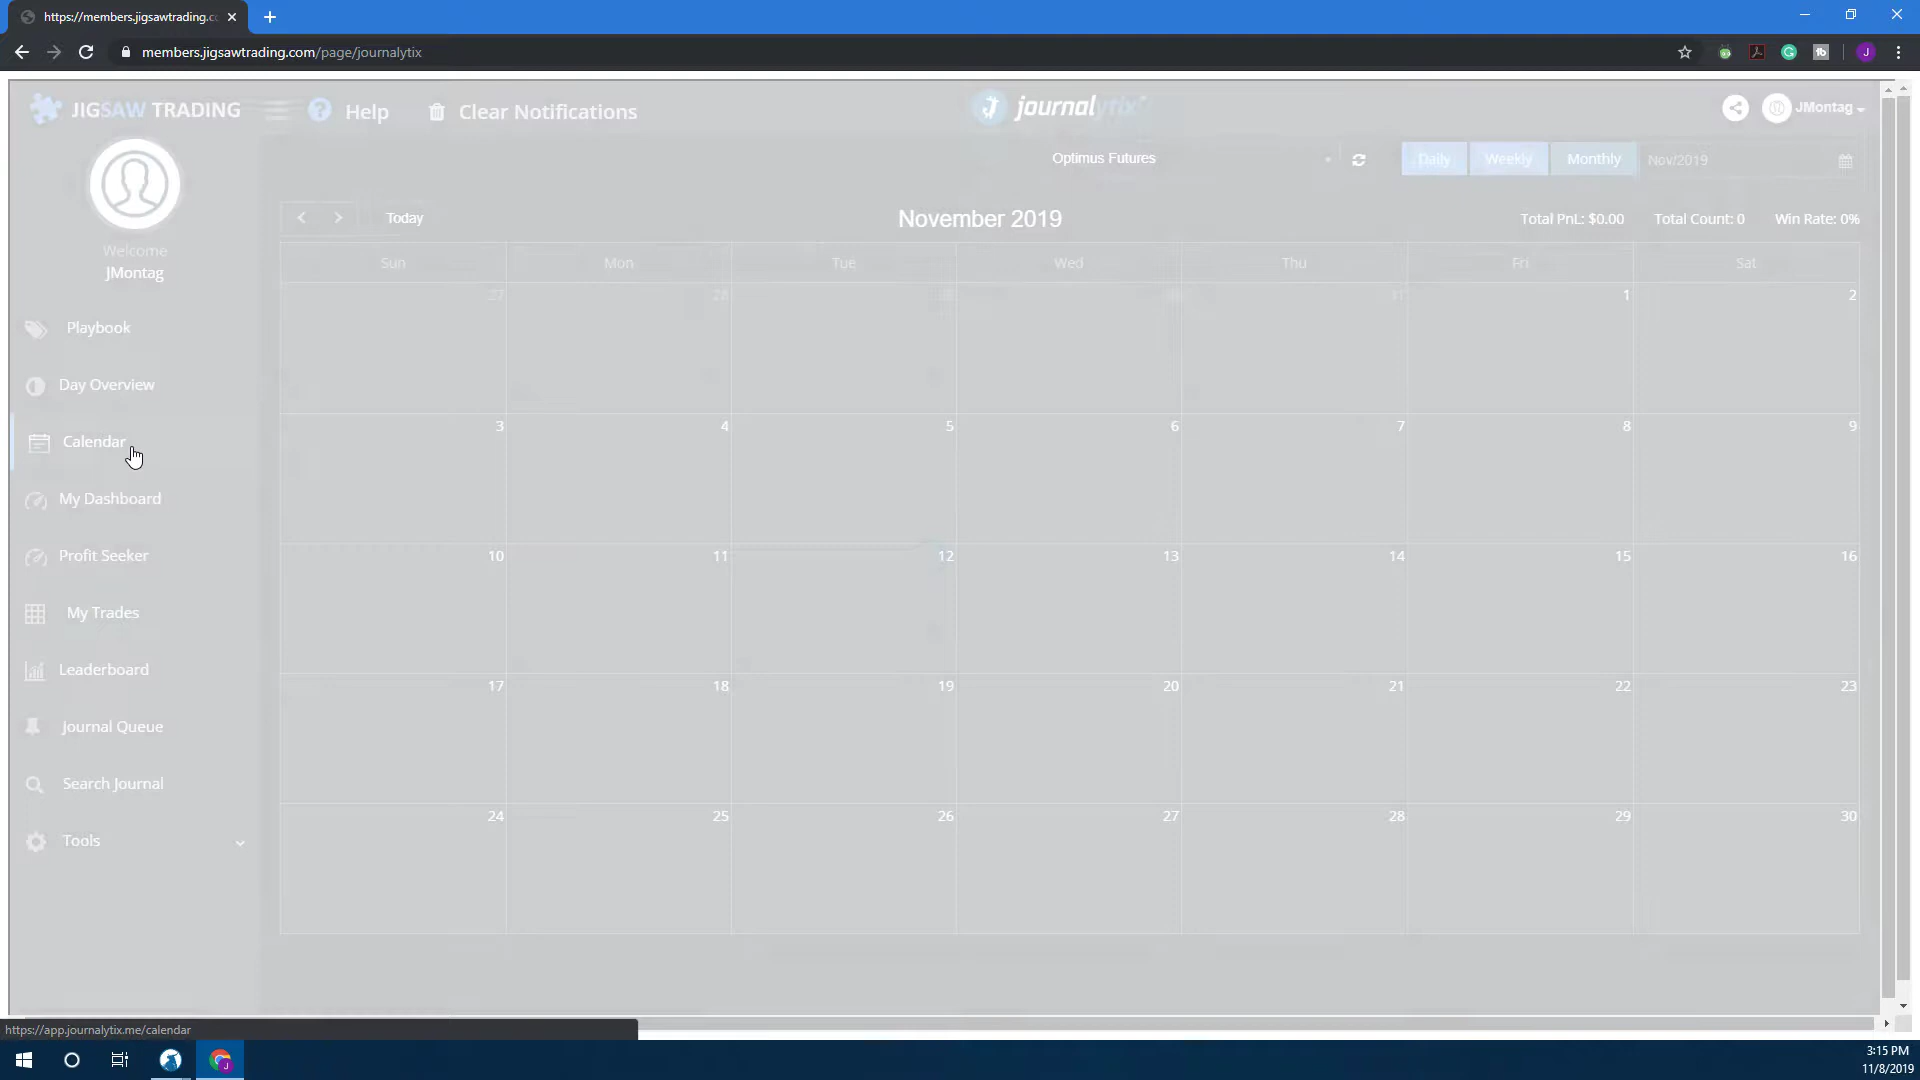 https://members.jigsawtrading.c
members.jigsawtrading.com/page/journalytix
J
JIGSAW TRADING
Help
Clear Notifications
journalytix
JMontag
Optimus Futures
Daily
Weekly
Monthly
Nov/2019
Welcome
JMontag
Today
November 2019
Total PnL: $0.00
Total Count: 0
Win Rate: 0%
Sun
Mon
Tue
Wed
Thu
Fri
Sat
27
28
31
1
2
3
4
5
6
7
8
9
10
11
12
13
14
15
16
17
18
19
20
21
22
23
24
25
26
27
28
29
30
Playbook
Day Overview
Calendar
My Dashboard
Profit Seeker
My Trades
Leaderboard
Journal Queue
Search Journal
Tools
https://app.journalytix.me/calendar
3:15 PM
11/8/2019